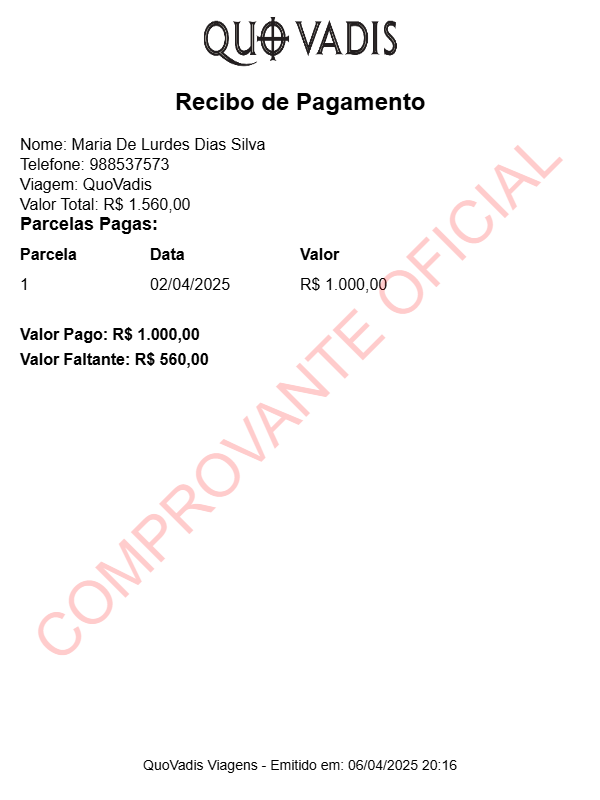 QUO VADIS
Recibo de Pagamento
Nome: Maria De Lurdes Dias Silva
Telefone: 988537573
Viagem: QuoVadis
Valor Total: R$ 1.560,00
Parcelas Pagas:
Parcela Data Valor
1 02/04/2025 R$ 1.000,00
Valor Pago: R$ 1.000,00
Valor Faltante: R$ 560,00
COMPROVANTE OFICIAL
QuoVadis Viagens - Emitido em: 06/04/2025 20:16